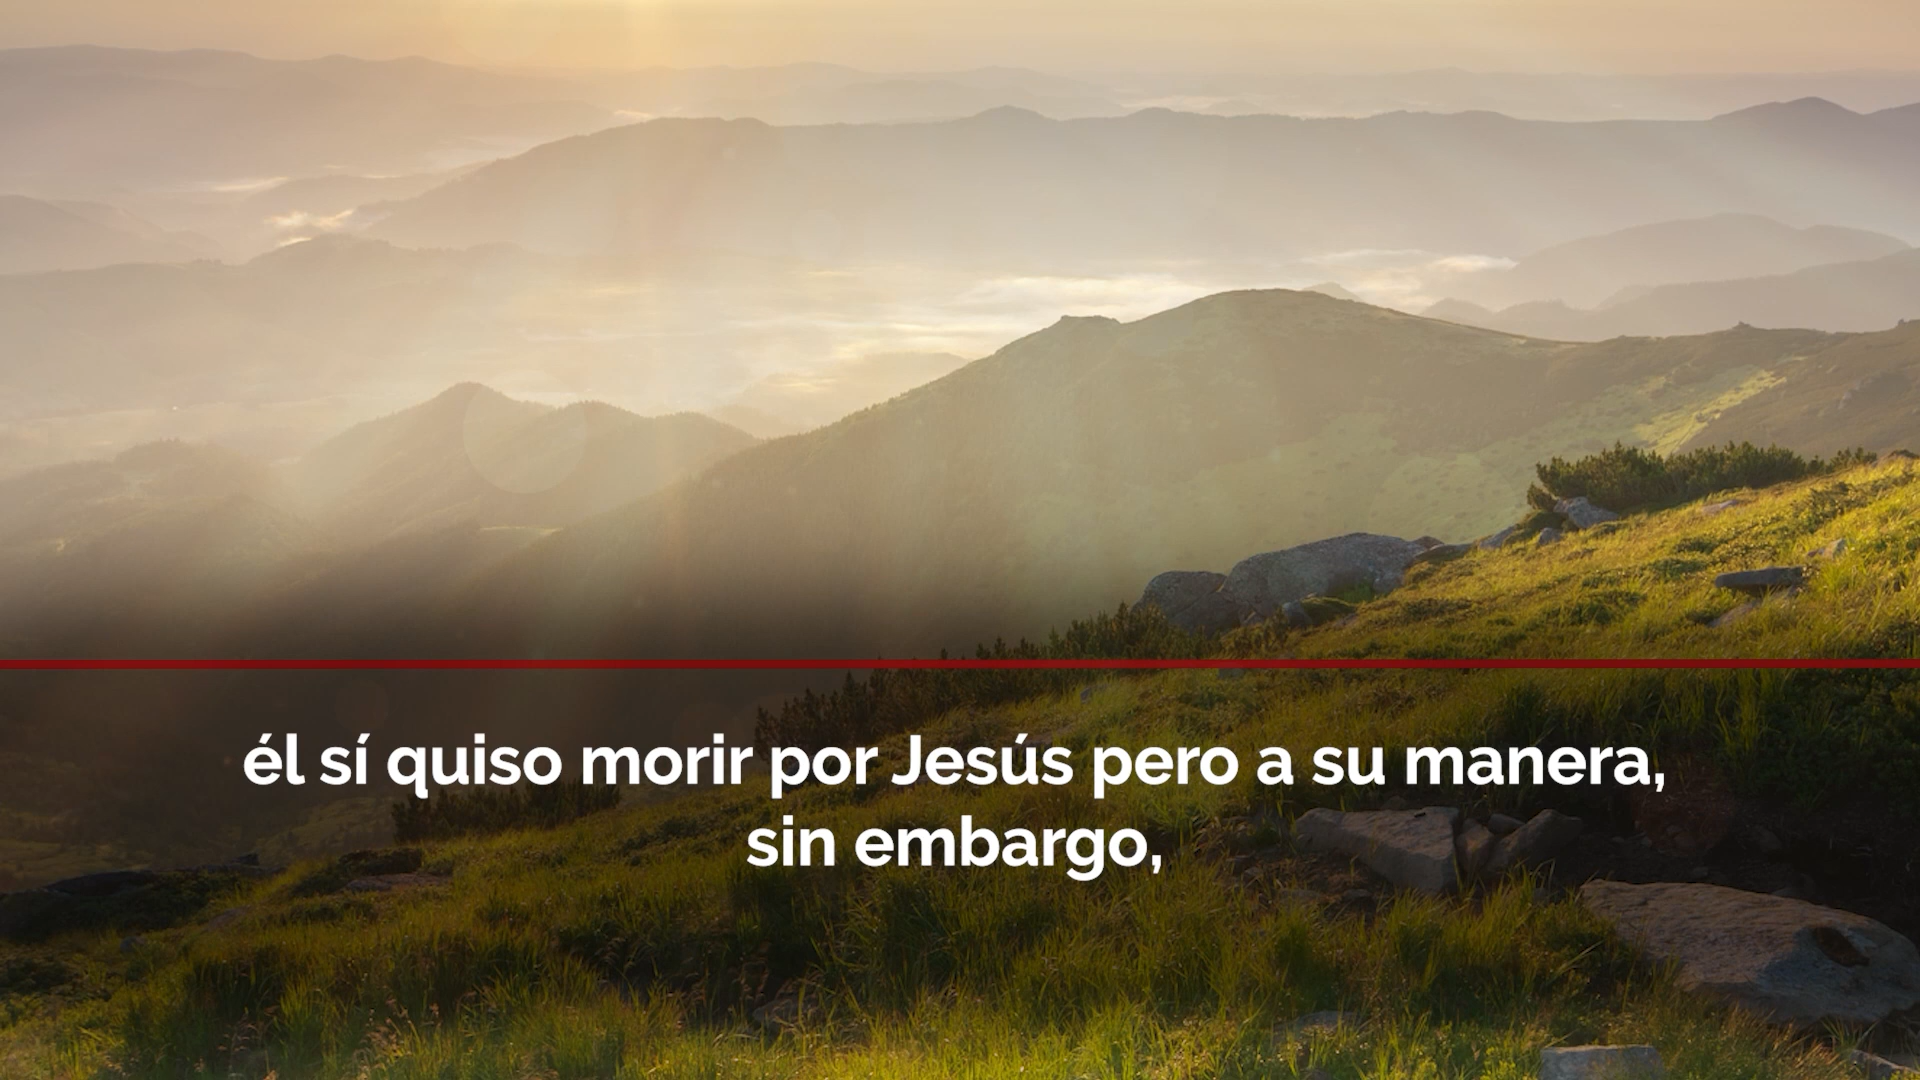 él sí quiso morir por Jesús pero a su manera,
sin embargo,